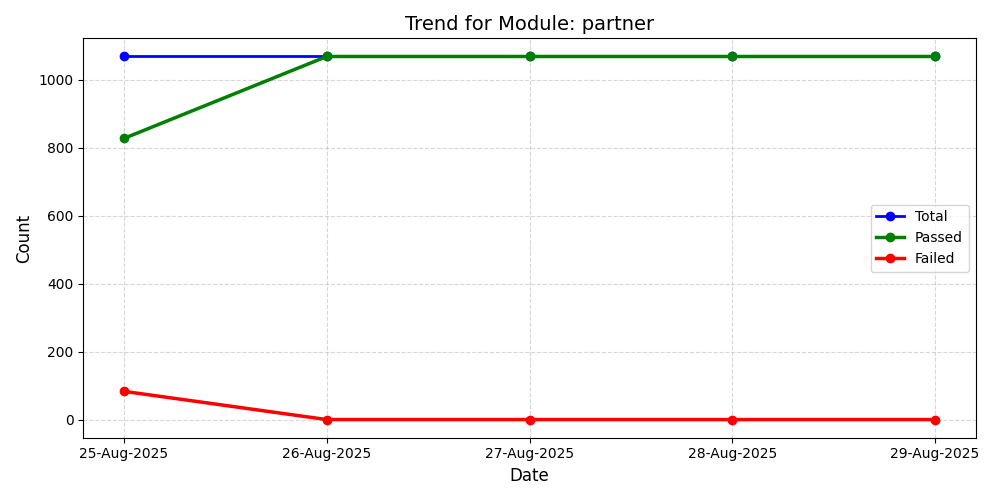 Trend for Module: partner
Count
1000
800
600
400
200
0
Total
Passed
Failed
25-Aug-2025 26-Aug-2025 27-Aug-2025 28-Aug-2025 29-Aug-2025
Date